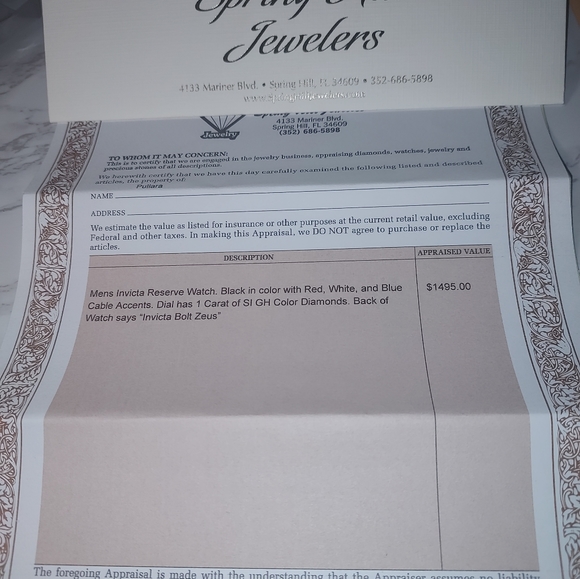 Jewelers
4133 Mariner Blvd. • Spring Hill, FL 34609 • 352-686-5898
Jewelry
4133 Mariner Blvd.
Spring Hill, FL 34609
(352) 686-5898
TO WHOM IT MAY CONCERN:
This is to certify that we are engaged in the jewelry business, appraising diamonds, watches, jewelry and
precious stones of all descriptions.
We herewith certify that we have this day carefully examined the following listed and described
articles, the property of:
Pullara
NAME
ADDRESS
We estimate the value as listed for insurance or other purposes at the current retail value, excluding
Federal and other taxes. In making this Appraisal, we DO NOT agree to purchase or replace the
articles.
DESCRIPTION APPRAISED VALUE
Mens Invicta Reserve Watch. Black in color with Red, White, and Blue $1495.00
Cable Accents. Dial has 1 Carat of SI GH Color Diamonds. Back of
Watch says “Invicta Bolt Zeus”
The foregoing Appraisal is made with the understanding that the Appraiser assumes no liability